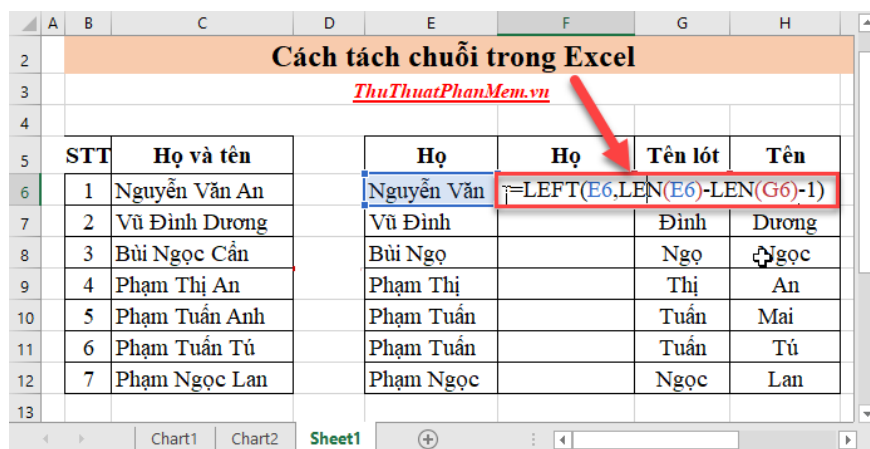 A B C D E F G H
2 Cách tách chuỗi trong Excel
3 ThuThuatPhanMem.vn
4
5 STT Họ và tên Họ Họ Tên lót Tên
6 1 Nguyễn Văn An Nguyễn Văn =LEFT(E6,LEN(E6)-LEN(G6)-1)
7 2 Vũ Đình Dương Vũ Đình Đình Dương
8 3 Bùi Ngọc Cẩn Bùi Ngọ Ngọ Ngọc
9 4 Phạm Thị An Phạm Thị Thị An
10 5 Phạm Tuấn Anh Phạm Tuấn Tuấn Mai
11 6 Phạm Tuấn Tú Phạm Tuấn Tuấn Tú
12 7 Phạm Ngọc Lan Phạm Ngọc Ngọc Lan
13
Chart1 Chart2 Sheet1